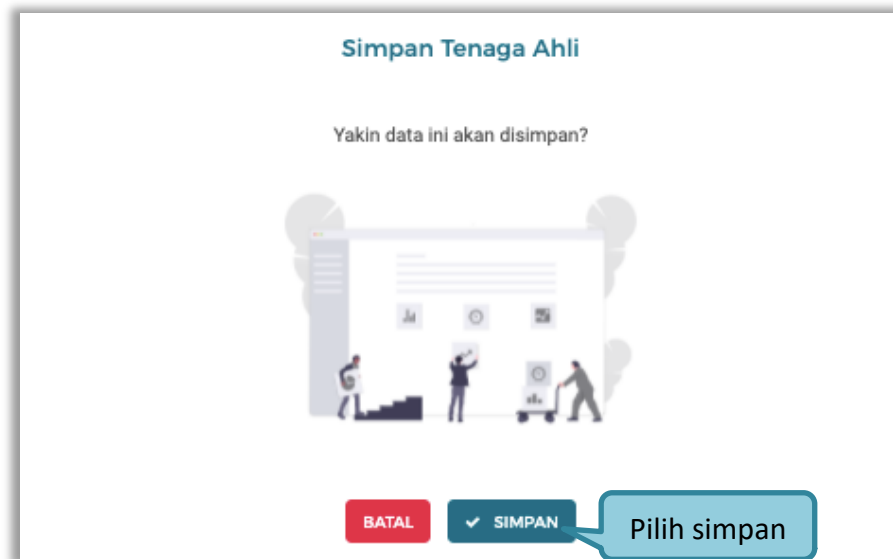 Simpan Tenaga Ahli
Yakin data ini akan disimpan?
BATAL
SIMPAN
Pilih simpan